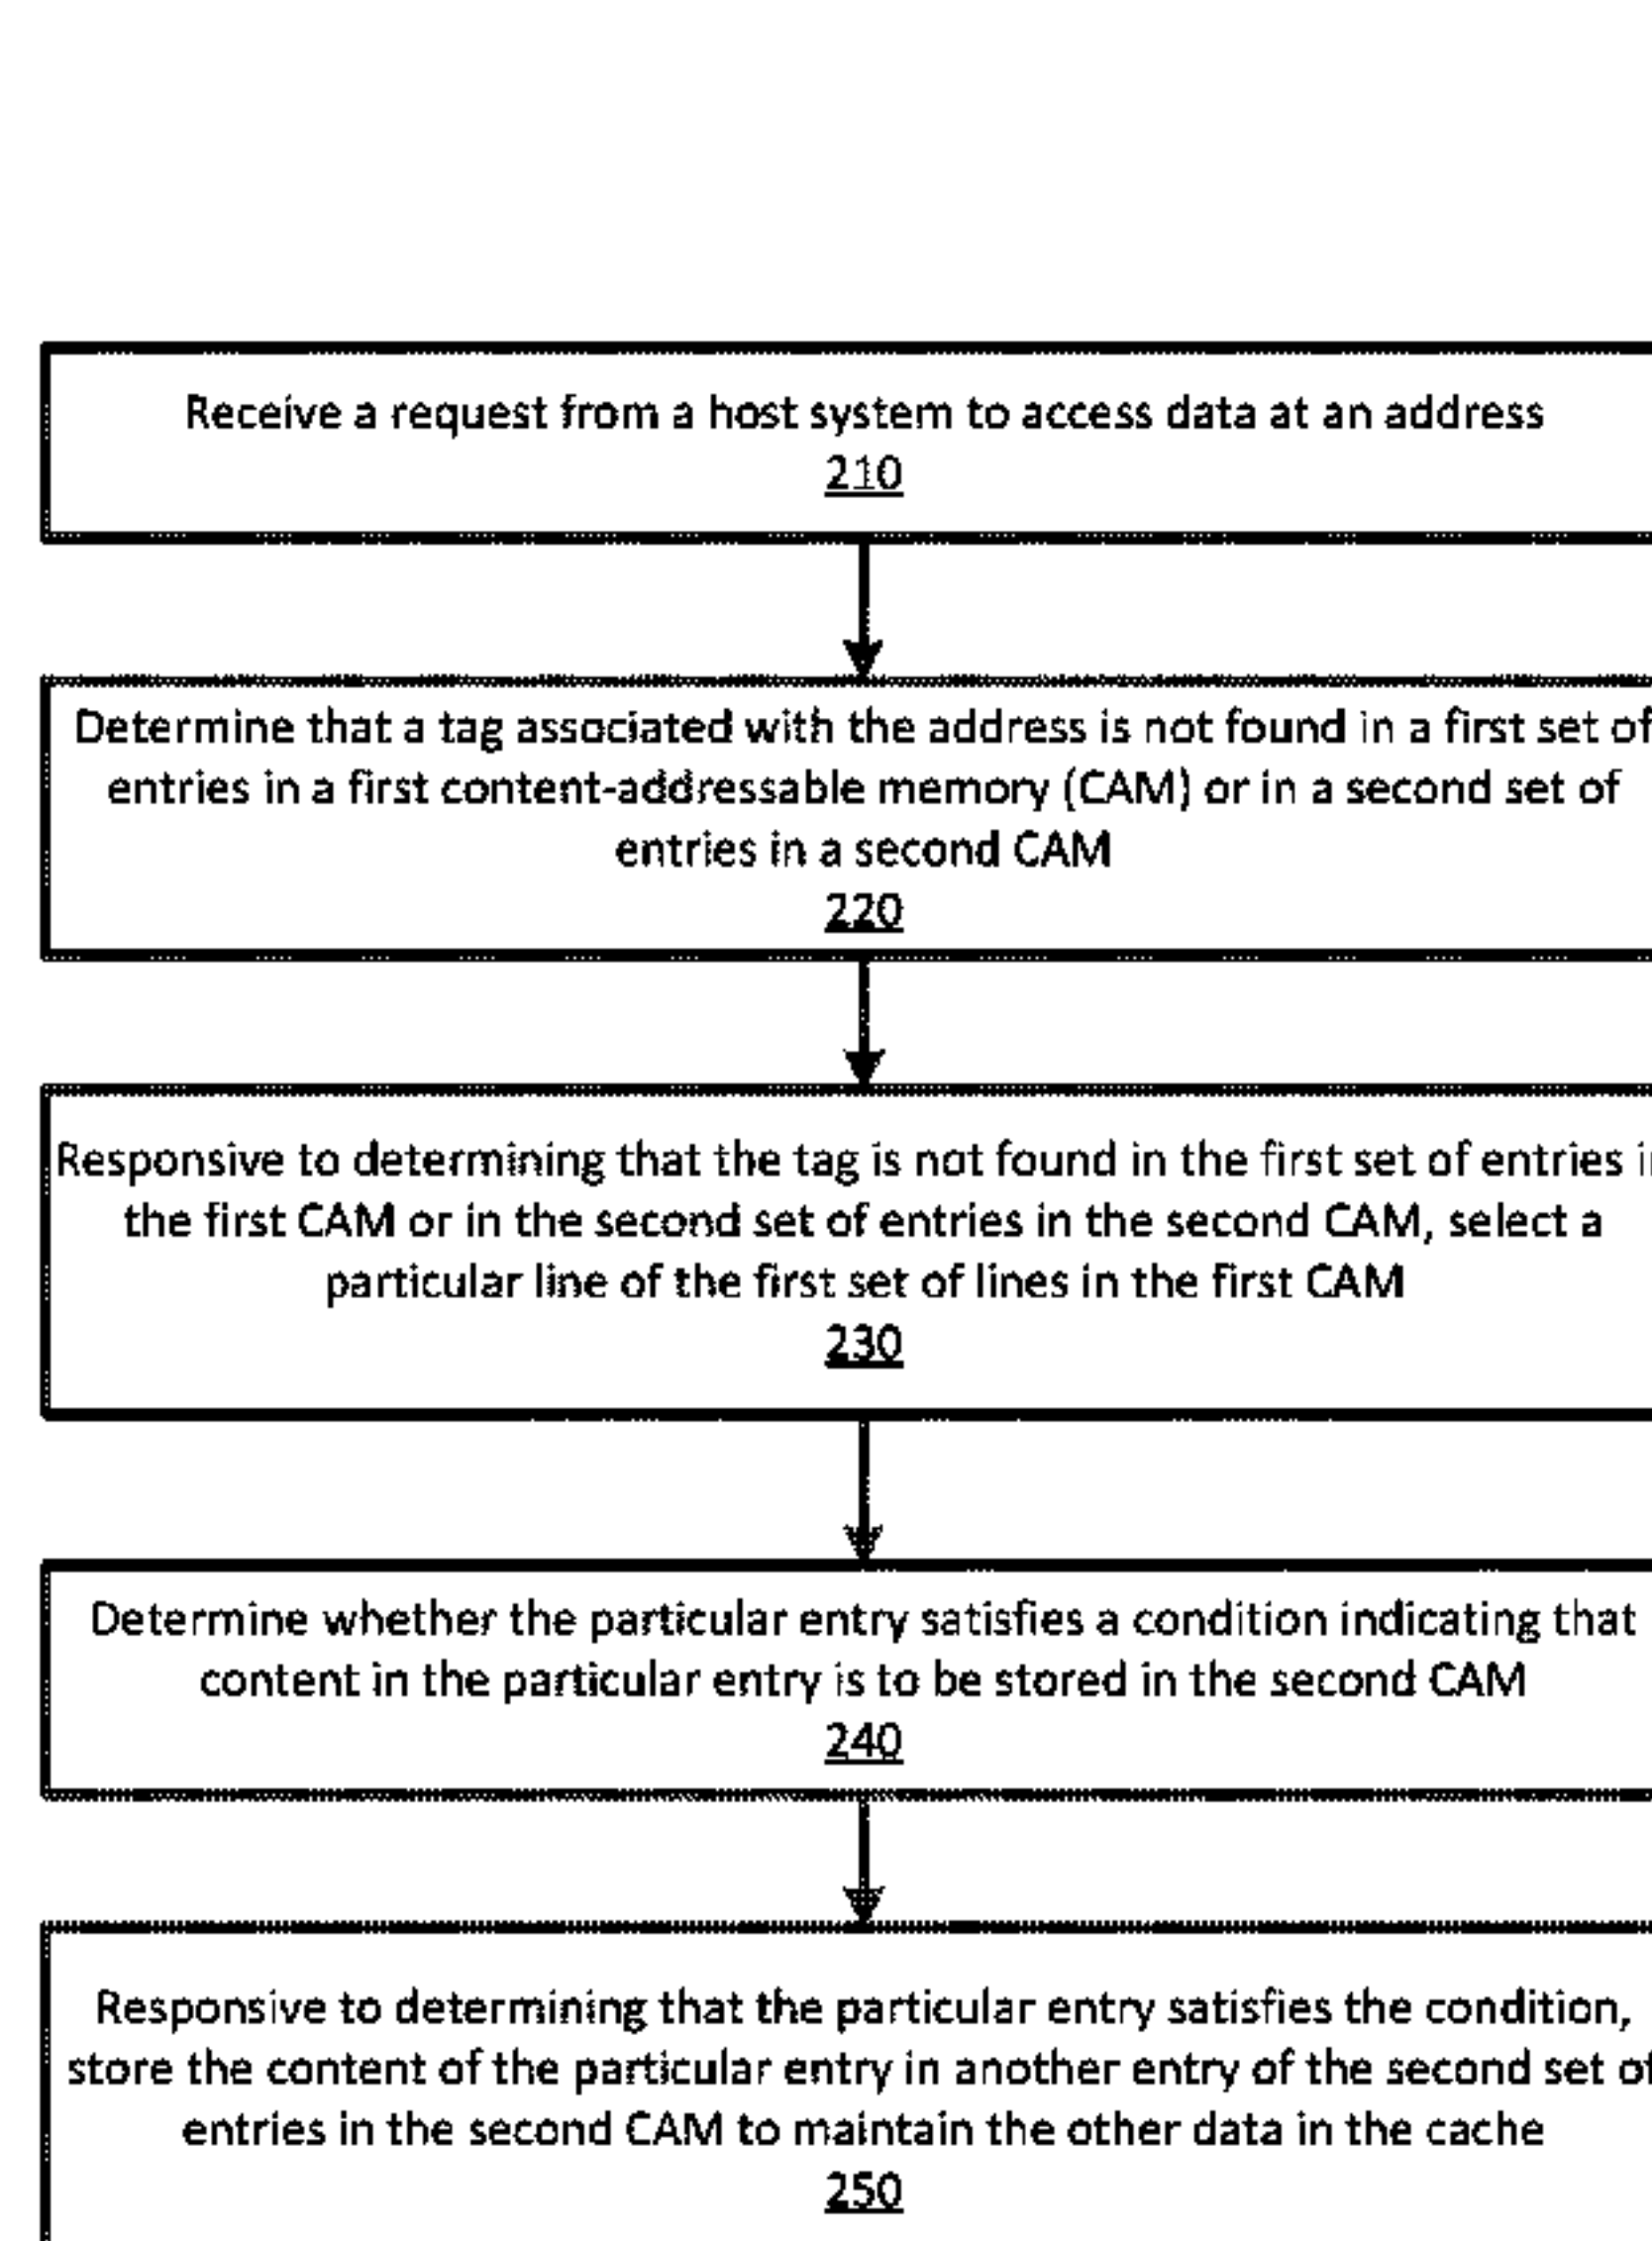 Receive a request from a host system to access data at an address
210
Determine that a tag associated with the address is not found in a first set of
entries in a first content-addressable memory (CAM) or in a second set of
entries in a second CAM
220
Responsive to determining that the tag is not found in the first set of entries in
the first CAM or in the second set of entries in the second CAM, select a
particular line of the first set of lines in the first CAM
230
Determine whether the particular entry satisfies a condition indicating that
content in the particular entry is to be stored in the second CAM
240
Responsive to determining that the particular entry satisfies the condition,
store the content of the particular entry in another entry of the second set of
entries in the second CAM to maintain the other data in the cache
250